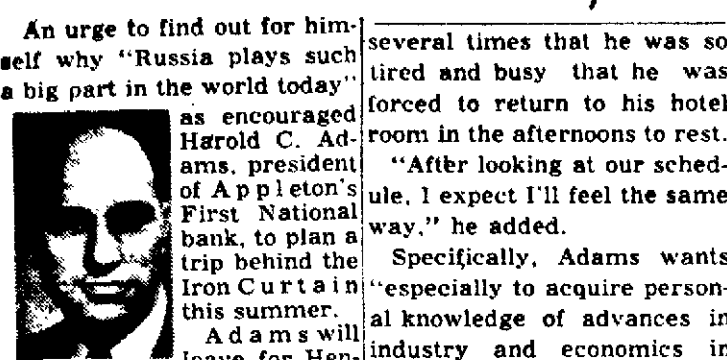 An urge to find out for him-
self why "Russia plays such
a big part in the world today"
as encouraged
Harold C. Ad-
ams, president
of Appleton's
First National
bank, to plan a
trip behind the
Iron Curtain
this summer.
Adams will
leave for Hen-
several times that he was so
tired and busy that he was
forced to return to his hotel
room in the afternoons to rest.
"After looking at our sched-
ule, I expect I'll feel the same
way," he added.
Specifically, Adams wants
"especially to acquire person-
al knowledge of advances in
industry and economics in